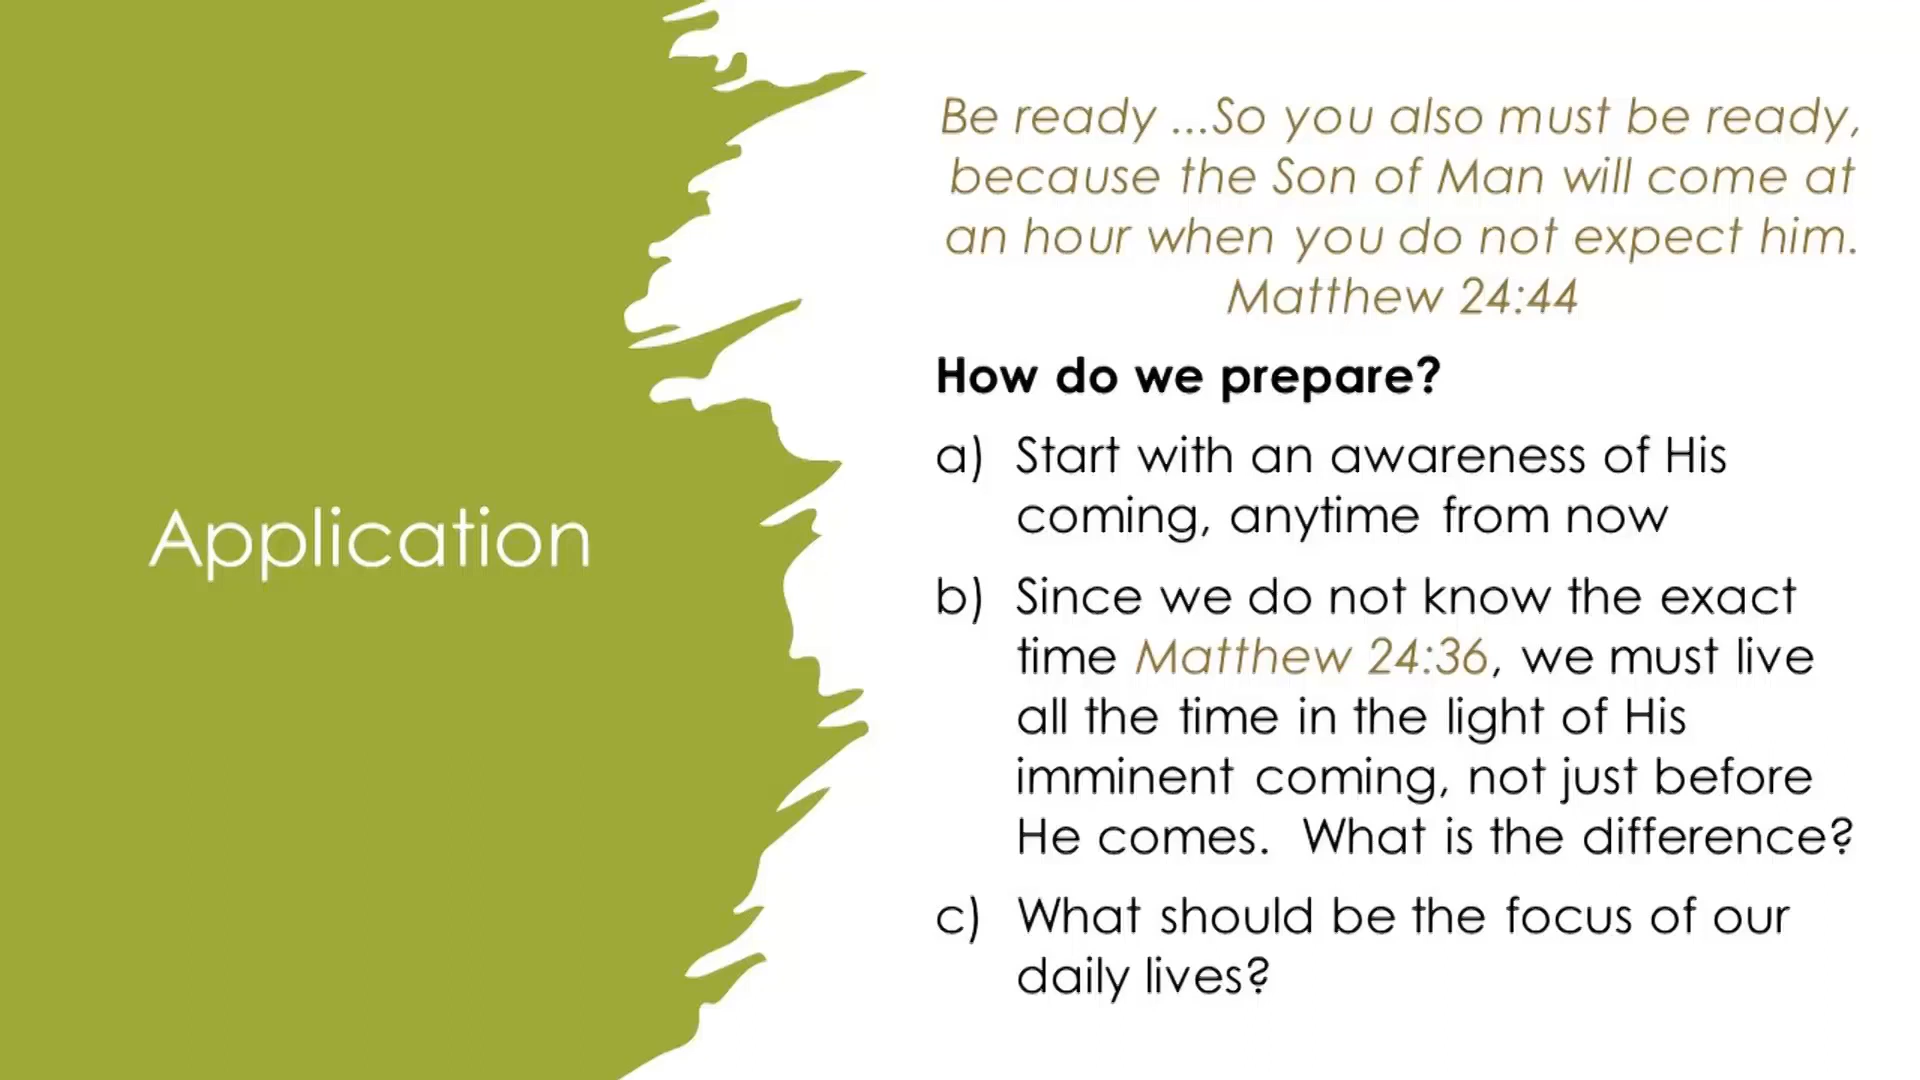 Application
Be ready ...So you also must be ready,
because the Son of Man will come at
an hour when you do not expect him.
Matthew 24:44
How do we prepare?
a) Start with an awareness of His
coming, anytime from now
b) Since we do not know the exact
time Matthew 24:36, we must live
all the time in the light of His
imminent coming, not just before
He comes.  What is the difference?
c) What should be the focus of our
daily lives?